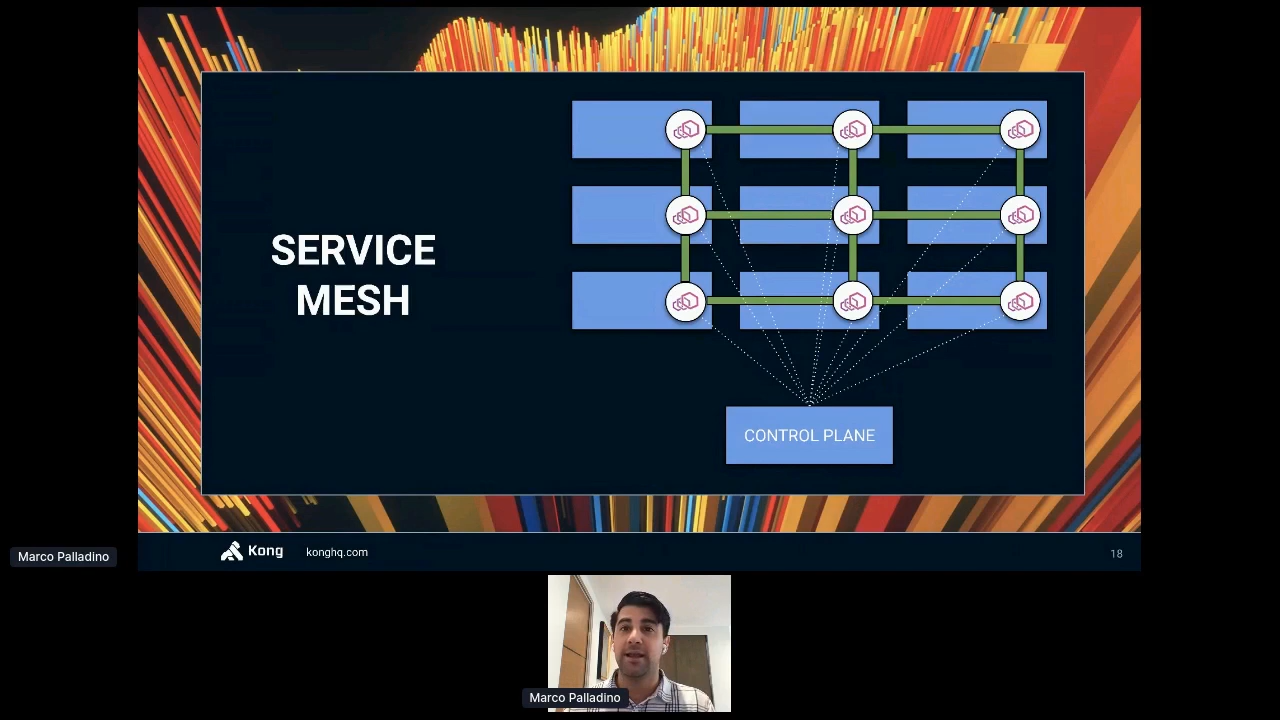 SERVICE
MESH
CONTROL PLANE
Kong
konghq.com
18
Marco Palladino
Marco Palladino